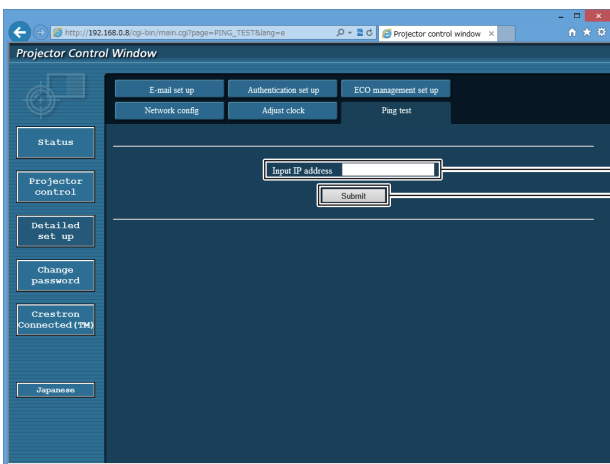 http://192.168.0.8/cgi-bin/main.cgi?page=PING_TEST&lang=e
Projector control window
Projector Control Window
E-mail set up
Authentication set up
ECO management set up
Network config
Adjust clock
Ping test
Status
Projector
control
Detailed
set up
Change
password
Crestron
Connected(TM)
Japanese
Input IP address
Submit